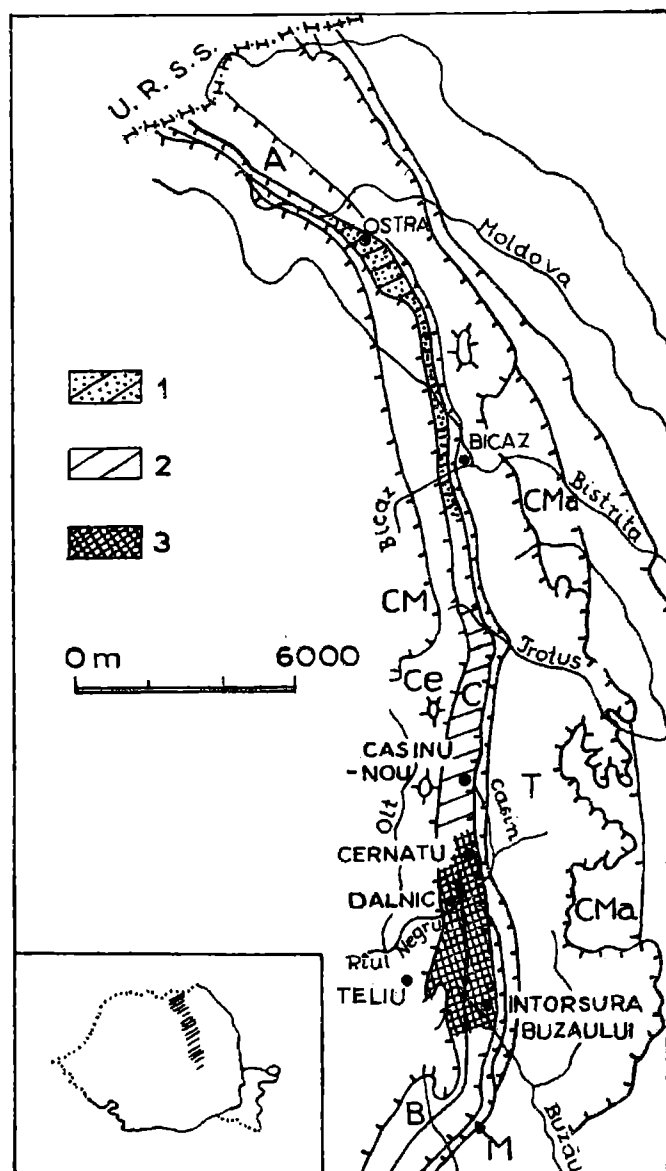 U.R.S.S.
A
OSTRA
Moldova
1
2
BICAZ
3
Bistrita
CMa
Bicaz
CM
0 m 6000
Trotus
Ce
C
CASINU
-NOU
T
Olt
Casin
CERNATU
DALNIC
CMa
Rîul Negru
TELIU
INTORSURA
BUZAULUI
B
Buzău
M